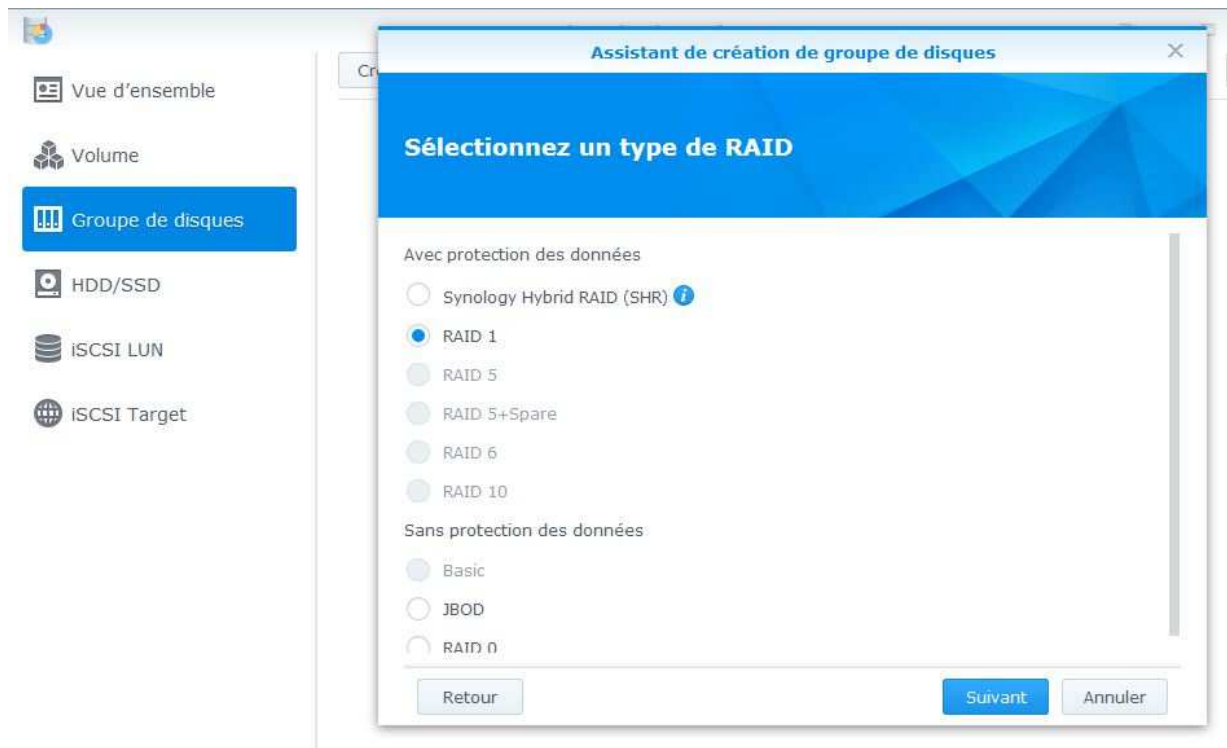 Assistant de création de groupe de disques
Cr
Vue d'ensemble
Volume
Groupe de disques
HDD/SSD
iSCSI LUN
iSCSI Target
Sélectionnez un type de RAID
Avec protection des données
Synology Hybrid RAID (SHR) i
RAID 1
RAID 5
RAID 5+Spare
RAID 6
RAID 10
Sans protection des données
Basic
JBOD
RAID 0
Retour
Suivant
Annuler